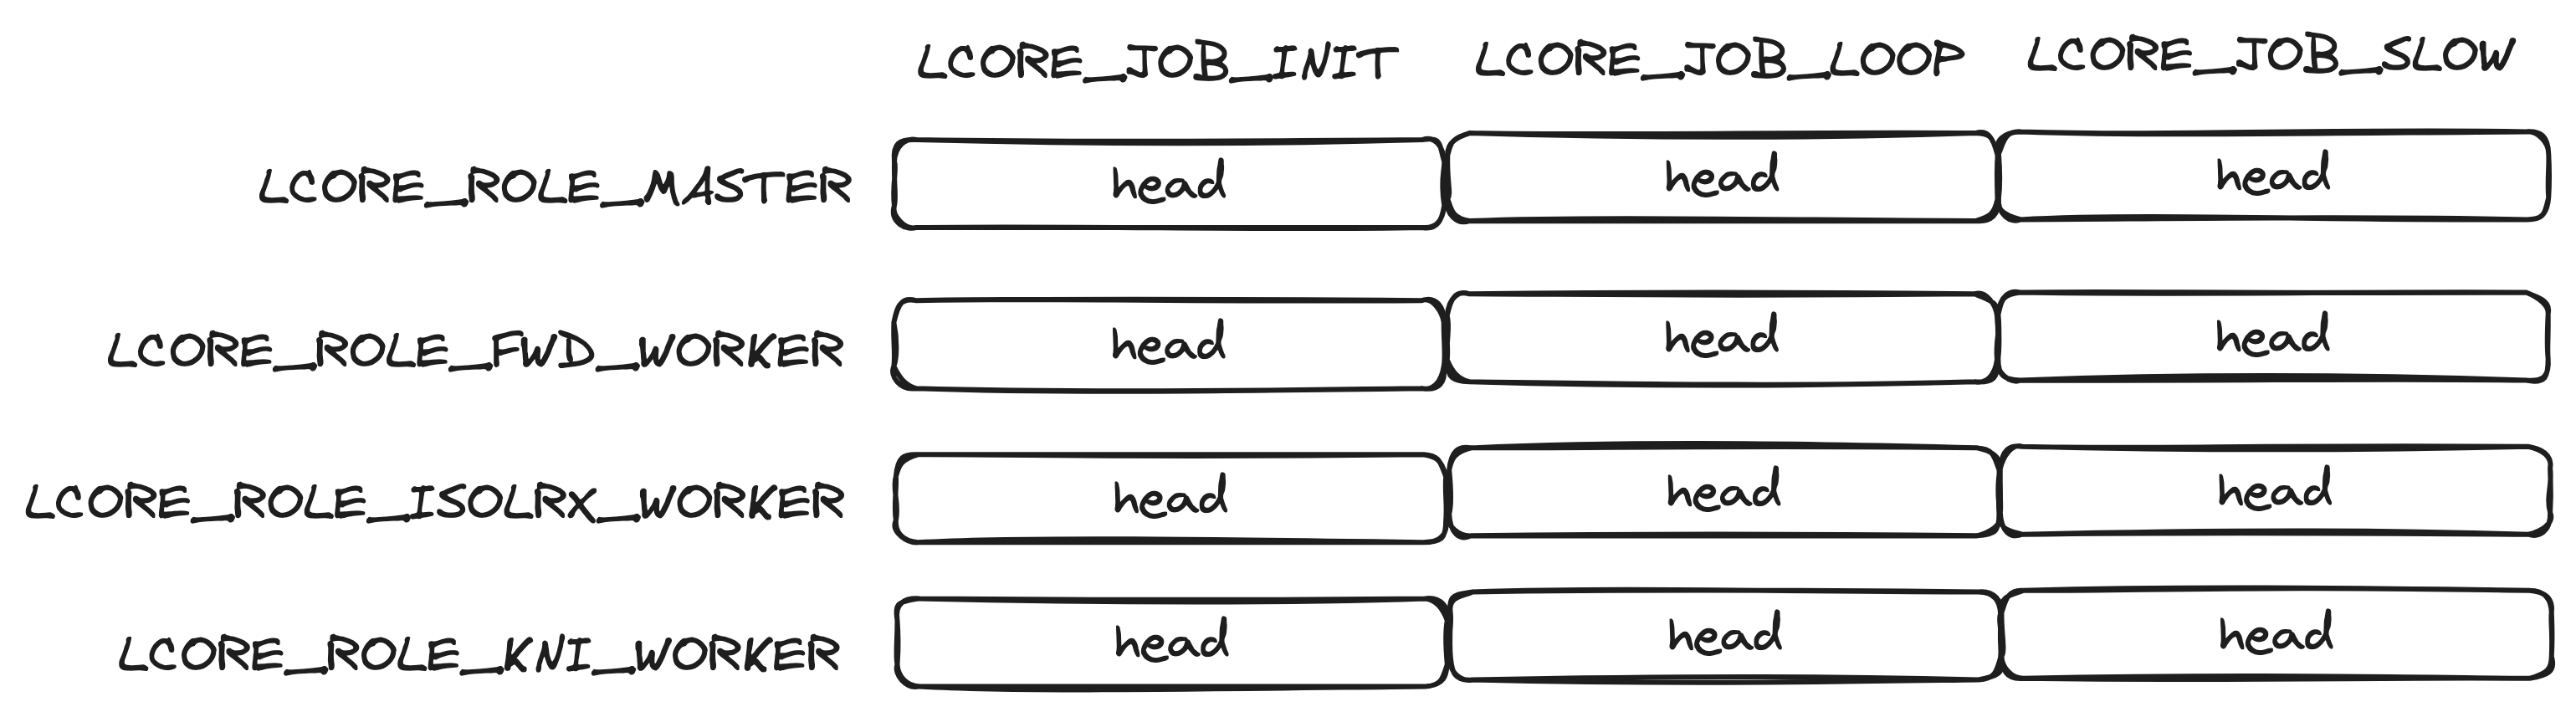 LCORE_JOB_INIT LCORE_JOB_LOOP LCORE_JOB_SLOW
LCORE_ROLE_MASTER head head head
LCORE_ROLE_FWD_WORKER head head head
LCORE_ROLE_ISOLRX_WORKER head head head
LCORE_ROLE_KNI_WORKER head head head